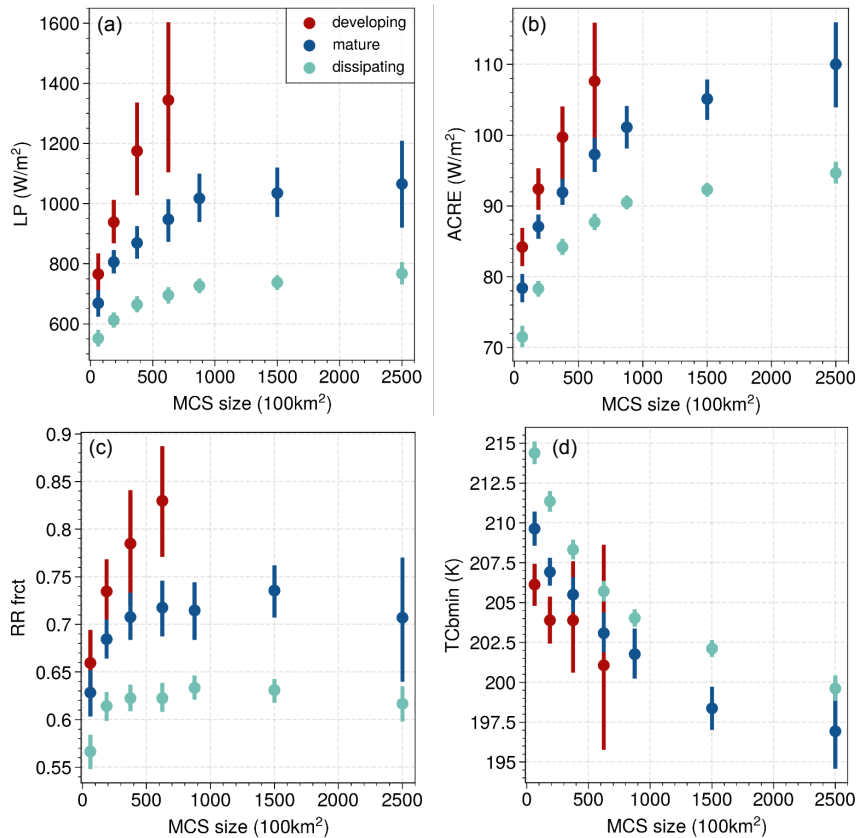 (a)
developing
mature
dissipating
1600
1400
1200
1000
800
600
LP (W/m²)
0 500 1000 1500 2000 2500
MCS size (100km²)
(b)
110
100
90
80
70
ACRE (W/m²)
0 500 1000 1500 2000 2500
MCS size (100km²)
(c)
0.9
0.85
0.8
0.75
0.7
0.65
0.6
0.55
RR frct
0 500 1000 1500 2000 2500
MCS size (100km²)
(d)
215
212.5
210
207.5
205
202.5
200
197.5
195
TCbmin (K)
0 500 1000 1500 2000 2500
MCS size (100km²)